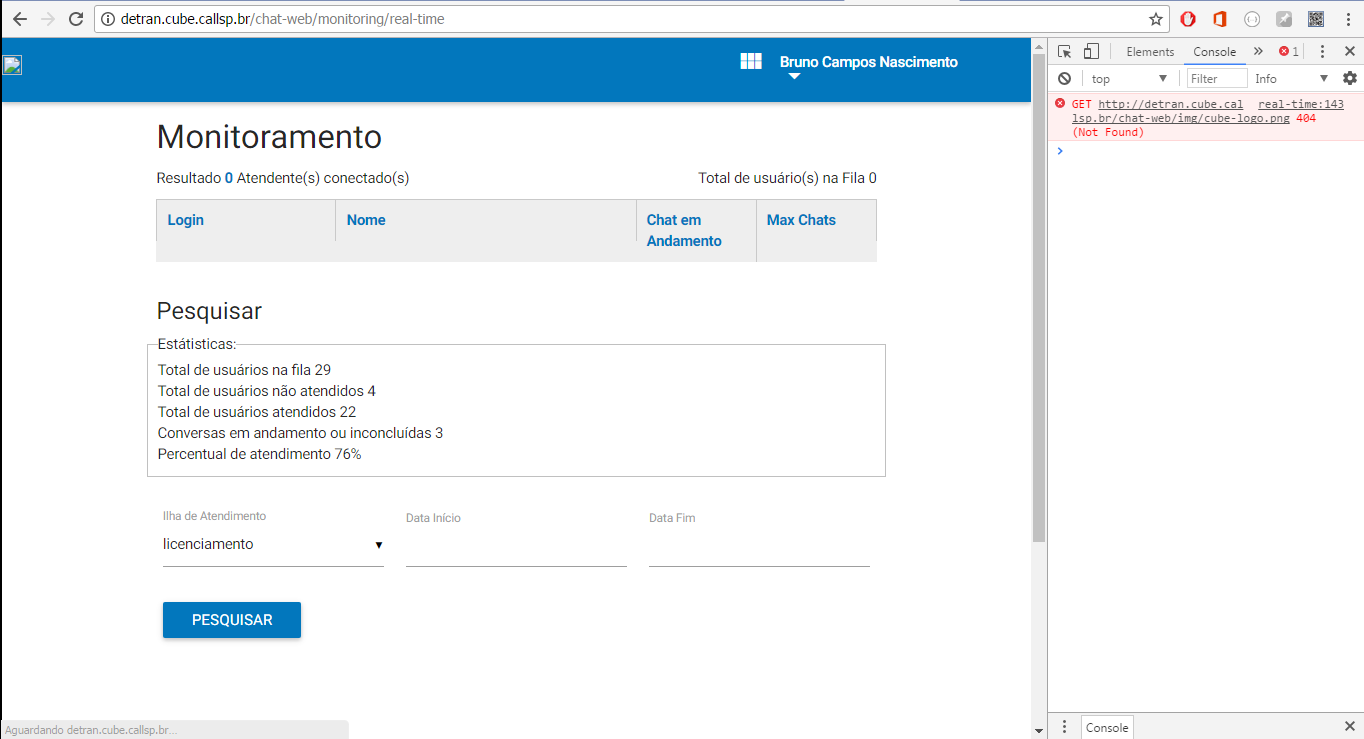 detran.cube.callsp.br/chat-web/monitoring/real-time
Bruno Campos Nascimento
Monitoramento
Resultado 0 Atendente(s) conectado(s)
Total de usuário(s) na Fila 0
Login
Nome
Chat em
Andamento
Max Chats
Pesquisar
Estátisticas:
Total de usuários na fila 29
Total de usuários não atendidos 4
Total de usuários atendidos 22
Conversas em andamento ou inconcluídas 3
Percentual de atendimento 76%
Ilha de Atendimento
Data Início
Data Fim
licenciamento
PESQUISAR
Aguardando detran.cube.callsp.br...
Elements
Console
1
top
Filter
Info
GET http://detran.cube.cal real-time:143
lsp.br/chat-web/img/cube-logo.png 404
(Not Found)
Console